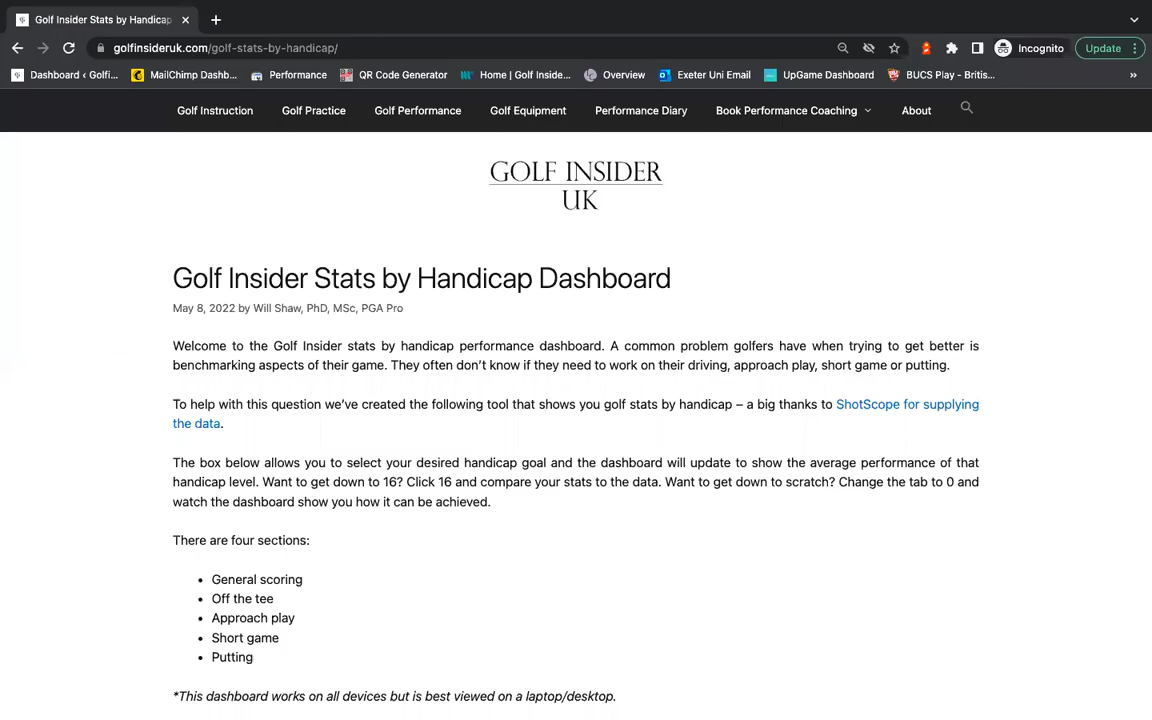 Golf Insider Stats by Handicap
golfinsideruk.com/golf-stats-by-handicap/
Incognito
Update
Dashboard ‹ Golfi...
MailChimp Dashb...
Performance
QR Code Generator
Home | Golf Inside...
Overview
Exeter Uni Email
UpGame Dashboard
BUCS Play - Britis...
»
Golf Instruction
Golf Practice
Golf Performance
Golf Equipment
Performance Diary
Book Performance Coaching
About
GOLF INSIDER
UK
Golf Insider Stats by Handicap Dashboard
May 8, 2022 by Will Shaw, PhD, MSc, PGA Pro
Welcome to the Golf Insider stats by handicap performance dashboard. A common problem golfers have when trying to get better is
benchmarking aspects of their game. They often don't know if they need to work on their driving, approach play, short game or putting.
To help with this question we've created the following tool that shows you golf stats by handicap – a big thanks to ShotScope for supplying
the data.
The box below allows you to select your desired handicap goal and the dashboard will update to show the average performance of that
handicap level. Want to get down to 16? Click 16 and compare your stats to the data. Want to get down to scratch? Change the tab to 0 and
watch the dashboard show you how it can be achieved.
There are four sections:
• General scoring
• Off the tee
• Approach play
• Short game
• Putting
*This dashboard works on all devices but is best viewed on a laptop/desktop.